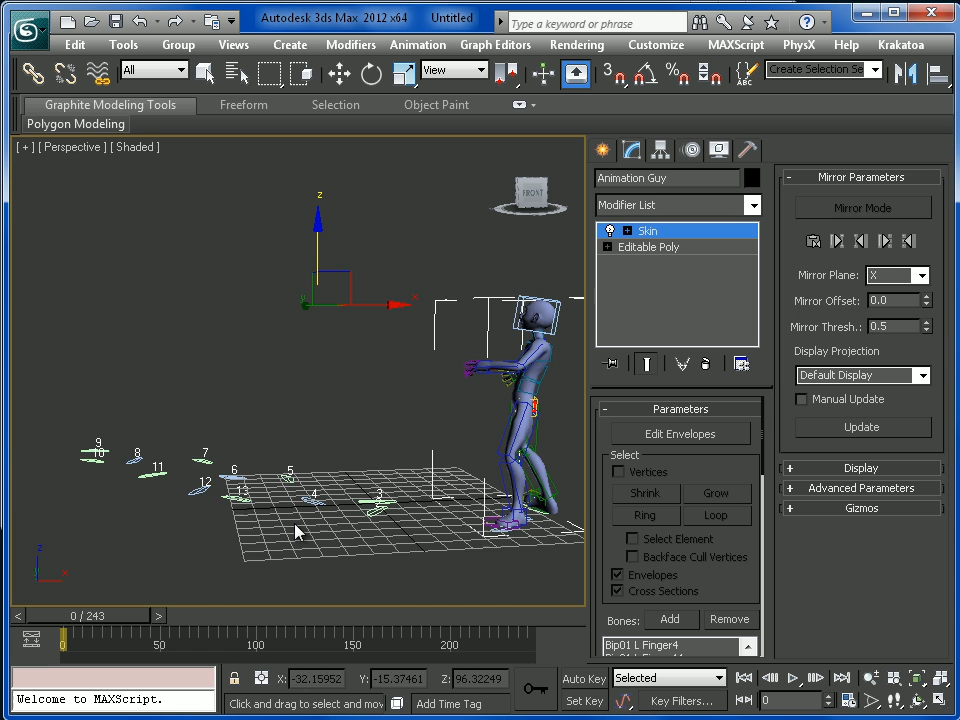 Autodesk 3ds Max 2012 x64 Untitled
Type a keyword or phrase
Edit Tools Group Views Create Modifiers Animation Graph Editors Rendering Customize MAXScript PhysX Help Krakatoa
All
View
3
%
ABC
Create Selection Se
Graphite Modeling Tools Freeform Selection Object Paint
Polygon Modeling
[ + ] [ Perspective ] [ Shaded ]
FRONT
z
x
y
9
10
8
7
11
6
5
12
13
4
3
z
x
0 / 243
0 50 100 150 200
Animation Guy
Modifier List
Skin
Editable Poly
Parameters
Edit Envelopes
Select
Vertices
Shrink Grow
Ring Loop
Select Element
Backface Cull Vertices
Envelopes
Cross Sections
Bones: Add Remove
Bip01 L Finger4
Mirror Parameters
Mirror Mode
Mirror Plane: X
Mirror Offset: 0.0
Mirror Thresh.: 0.5
Display Projection
Default Display
Manual Update
Update
Display
Advanced Parameters
Gizmos
Welcome to MAXScript.
X: -32.15952 Y: -15.37461 Z: 96.32249
Click and drag to select and mov
Add Time Tag
Auto Key Selected
Set Key Key Filters...
0